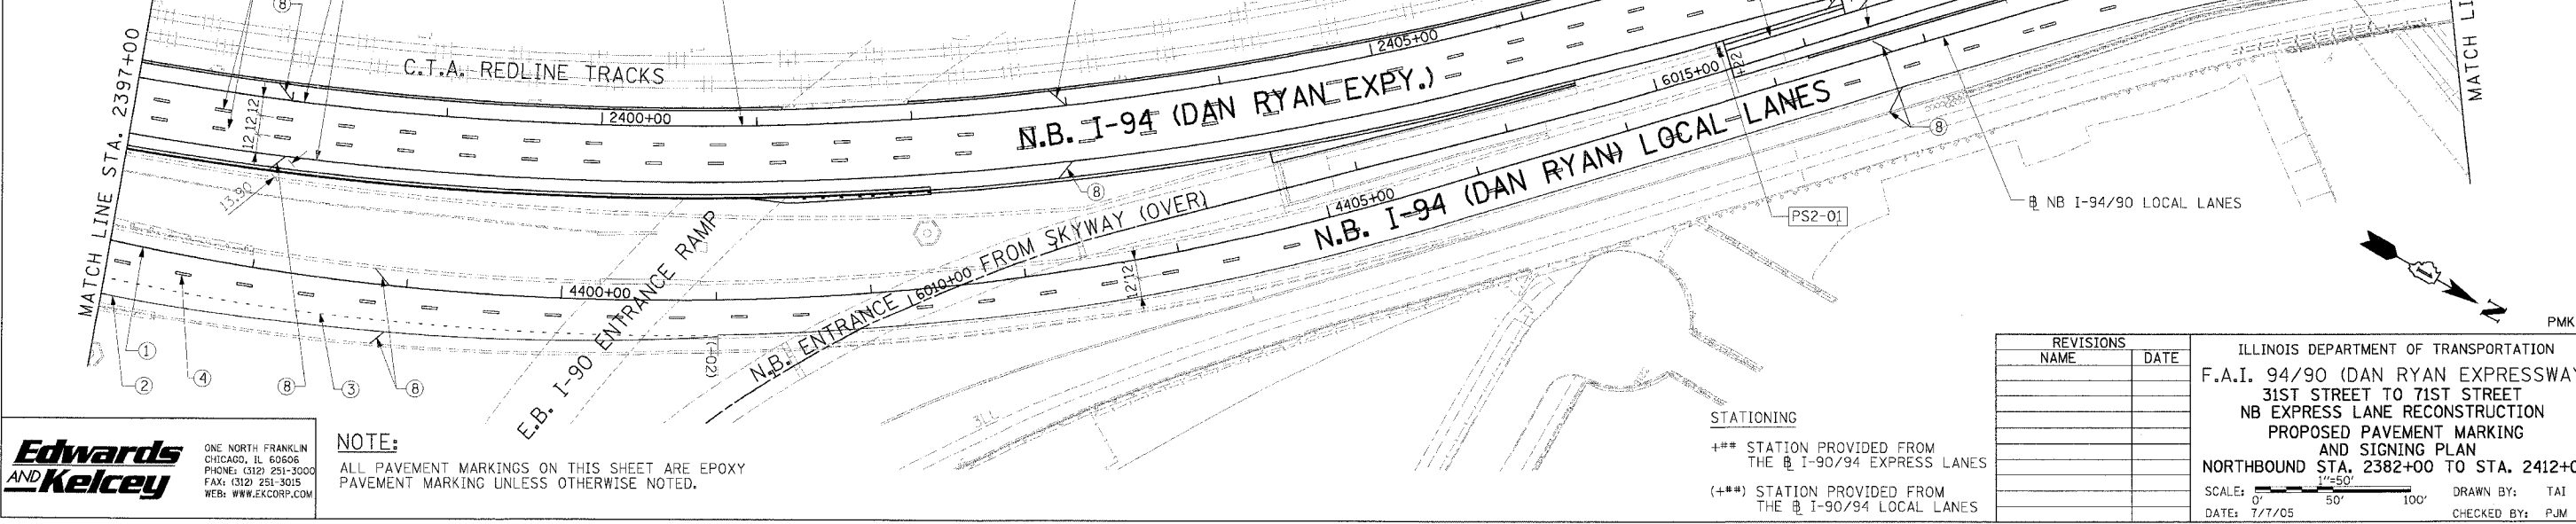 MATCH LINE STA. 2397+00
8
C.T.A. REDLINE TRACKS
12 12 12
2400+00
2405+00
N.B. I-94 (DAN RYAN EXPY.)
6015+00
+22
N.B. I-94 (DAN RYAN) LOCAL LANES
8
8
13.90
4405+00
PS2-01
℄ NB I-94/90 LOCAL LANES
MATCH LI
4400+00
E.B. I-90 ENTRANCE RAMP
N.B. ENTRANCE 6010+00 FROM SKYWAY (OVER)
12 12
(+02)
1
2
4
8
3
8
3LL
N
PMK
Edwards
AND Kelcey
ONE NORTH FRANKLIN
CHICAGO, IL 60606
PHONE: (312) 251-3000
FAX: (312) 251-3015
WEB: WWW.EKCORP.COM
NOTE:
ALL PAVEMENT MARKINGS ON THIS SHEET ARE EPOXY
PAVEMENT MARKING UNLESS OTHERWISE NOTED.
STATIONING
+## STATION PROVIDED FROM
THE ℄ I-90/94 EXPRESS LANES
(+##) STATION PROVIDED FROM
THE ℄ I-90/94 LOCAL LANES
REVISIONS
NAME DATE
ILLINOIS DEPARTMENT OF TRANSPORTATION
F.A.I. 94/90 (DAN RYAN EXPRESSWAY
31ST STREET TO 71ST STREET
NB EXPRESS LANE RECONSTRUCTION
PROPOSED PAVEMENT MARKING
AND SIGNING PLAN
NORTHBOUND STA. 2382+00 TO STA. 2412+0
1"=50'
SCALE: 0' 50' 100' DRAWN BY: TAI
DATE: 7/7/05 CHECKED BY: PJM